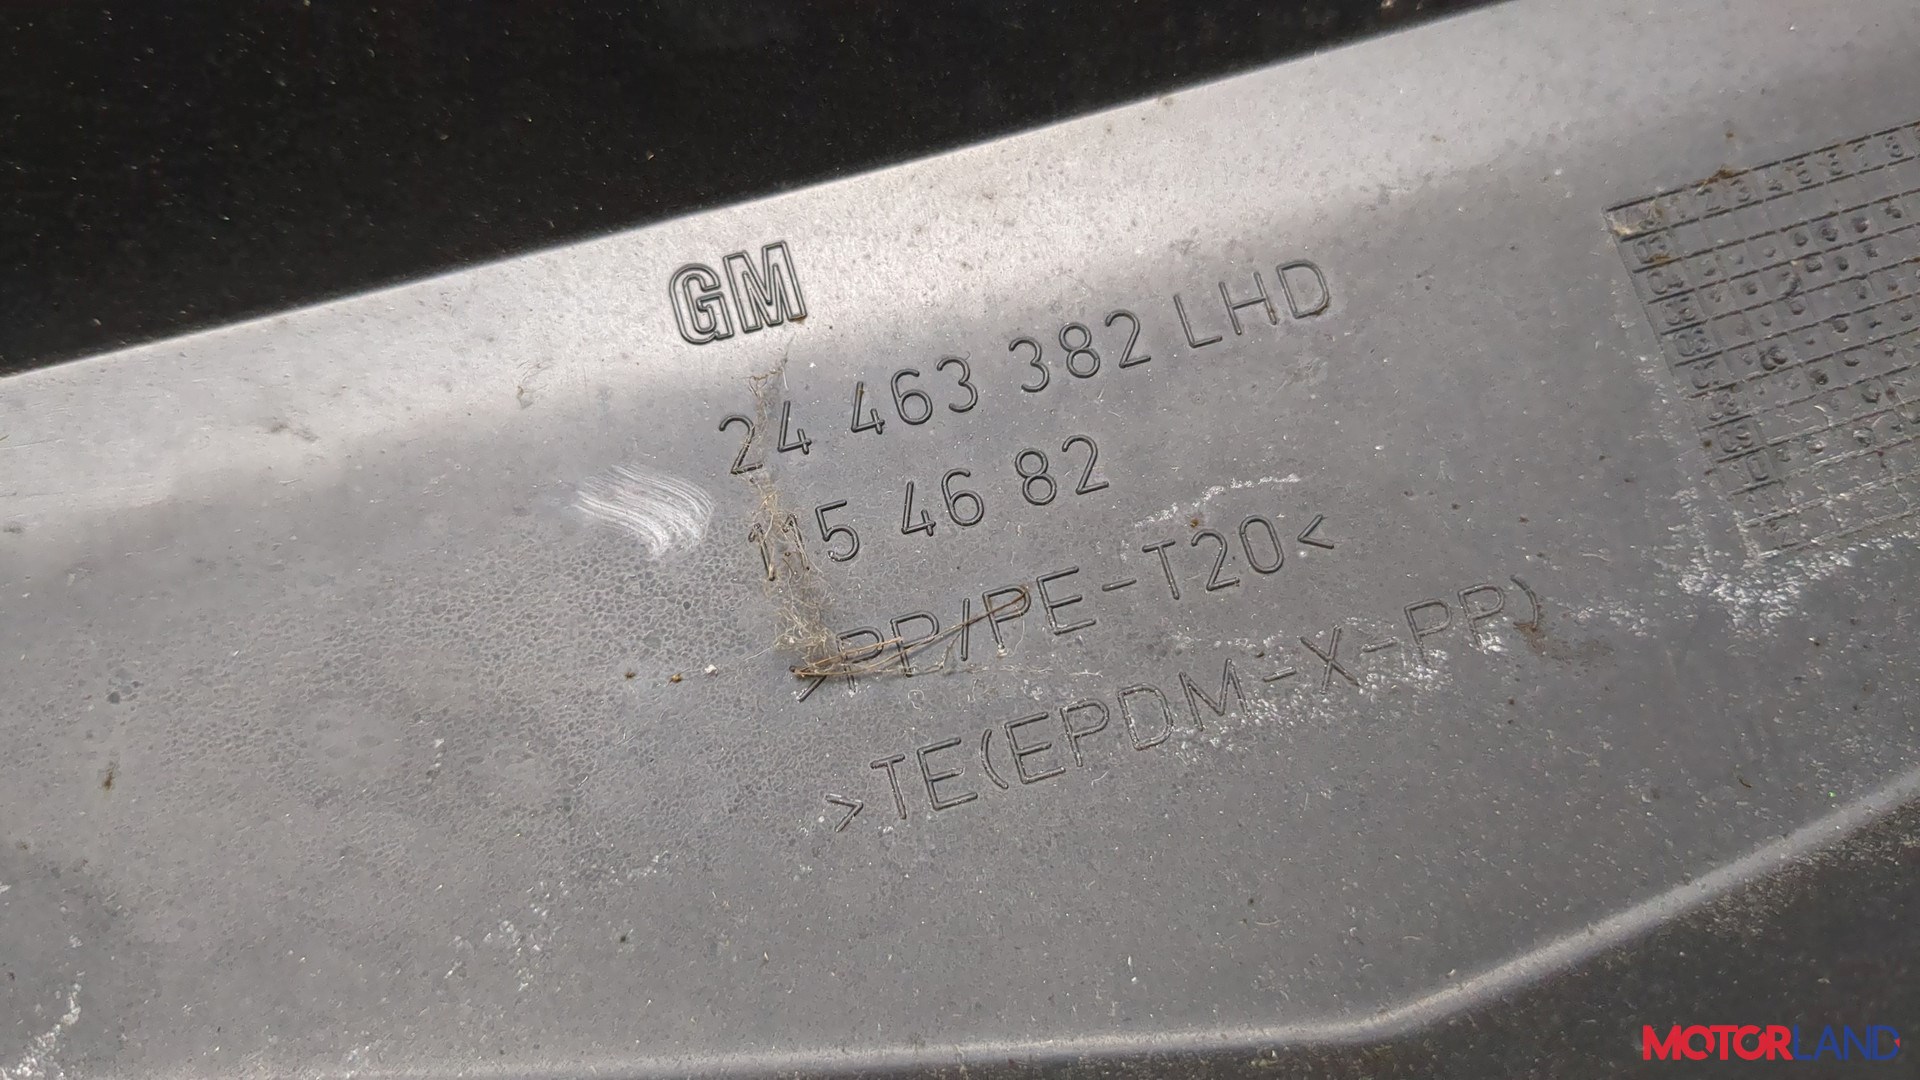 GM
24 463 382 LHD
115 46 82
>PP/PE-T20<
>TE(EPDM-X-PP)
MOTORLAND